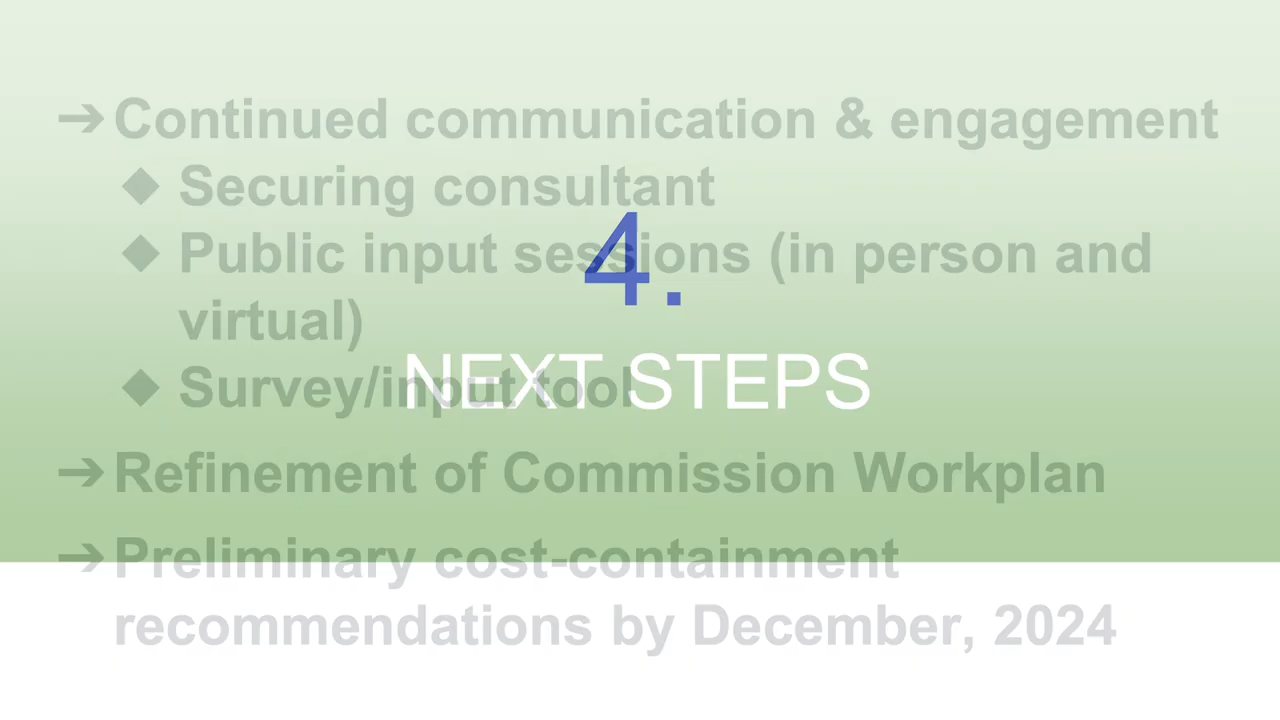 ➔ Continued communication & engagement
◆ Securing consultant
◆ Public input sessions (in person and
virtual)
◆ Survey/input tool
➔ Refinement of Commission Workplan
➔ Preliminary cost-containment
recommendations by December, 2024
4.
NEXT STEPS